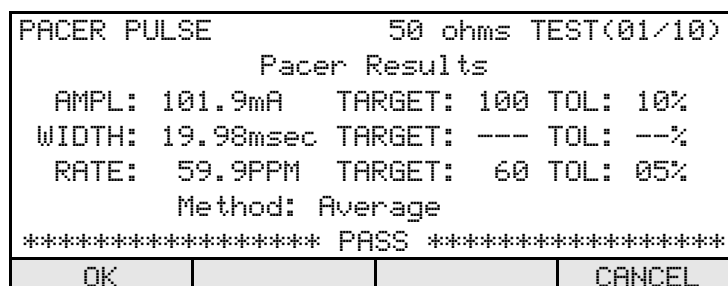 PACER PULSE 50 ohms TEST(01/10)
Pacer Results
AMPL: 101.9mA TARGET: 100 TOL: 10%
WIDTH: 19.98msec TARGET: --- TOL: --%
RATE: 59.9PPM TARGET: 60 TOL: 05%
Method: Average
****************** PASS ******************
OK CANCEL